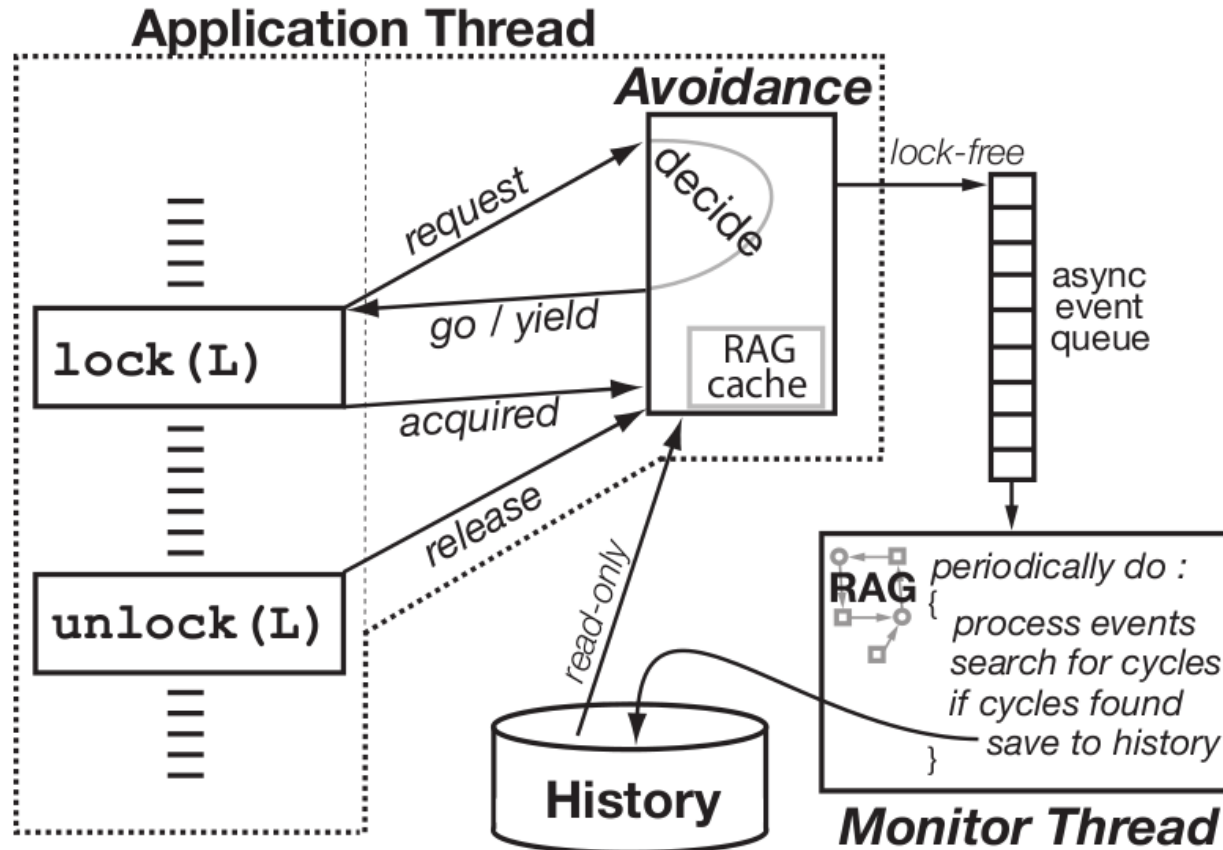 Application Thread
Avoidance
decide
lock-free
request
go / yield
RAG
cache
async
event
queue
lock(L)
acquired
release
read-only
unlock(L)
RAG
periodically do :
{
process events
search for cycles
if cycles found
save to history
}
History
Monitor Thread